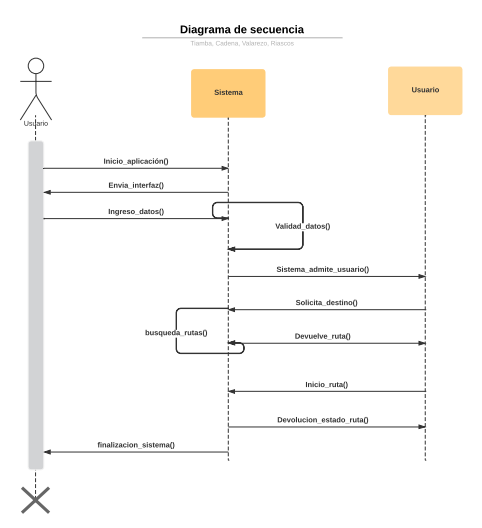 Diagrama de secuencia
Tiamba, Cadena, Valarezo, Riascos
Usuario
Sistema
Usuario
Inicio_aplicación()
Envia_interfaz()
Ingreso_datos()
Validad_datos()
Sistema_admite_usuario()
Solicita_destino()
busqueda_rutas()
Devuelve_ruta()
Inicio_ruta()
Devolucion_estado_ruta()
finalizacion_sistema()